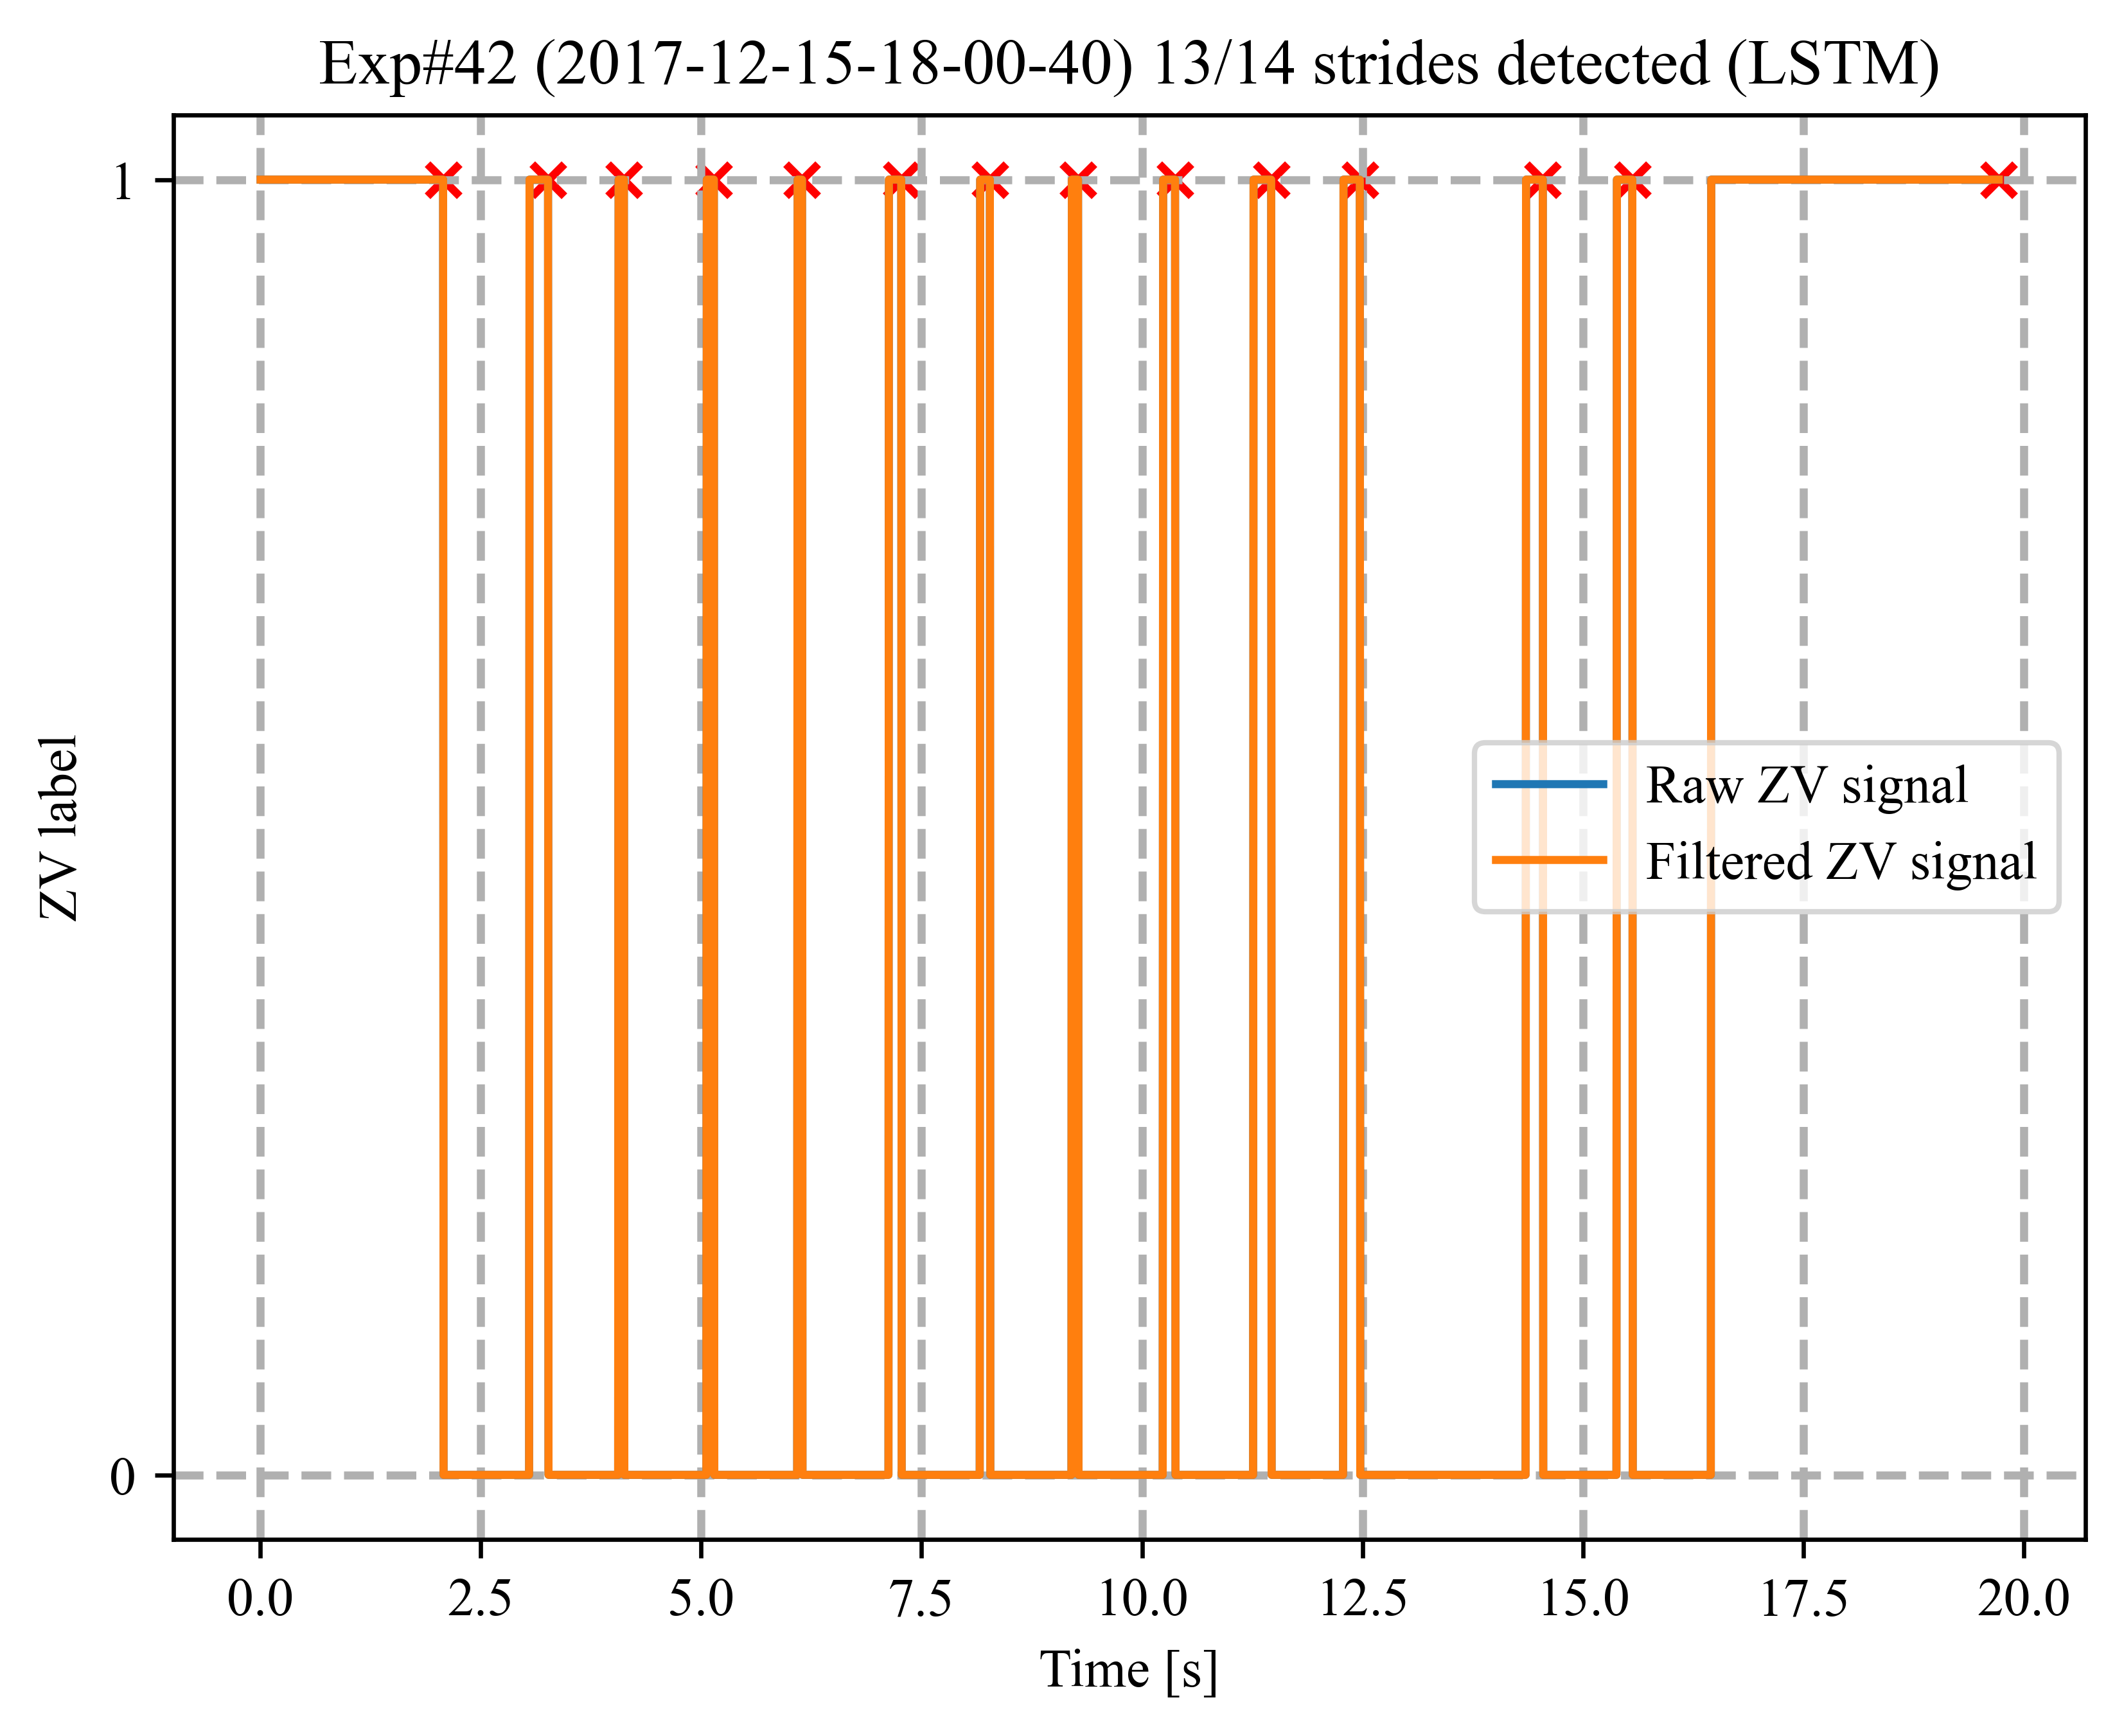 Exp#42 (2017-12-15-18-00-40) 13/14 strides detected (LSTM)
1
ZV label
Raw ZV signal
Filtered ZV signal
0
0.0 2.5 5.0 7.5 10.0 12.5 15.0 17.5 20.0
Time [s]